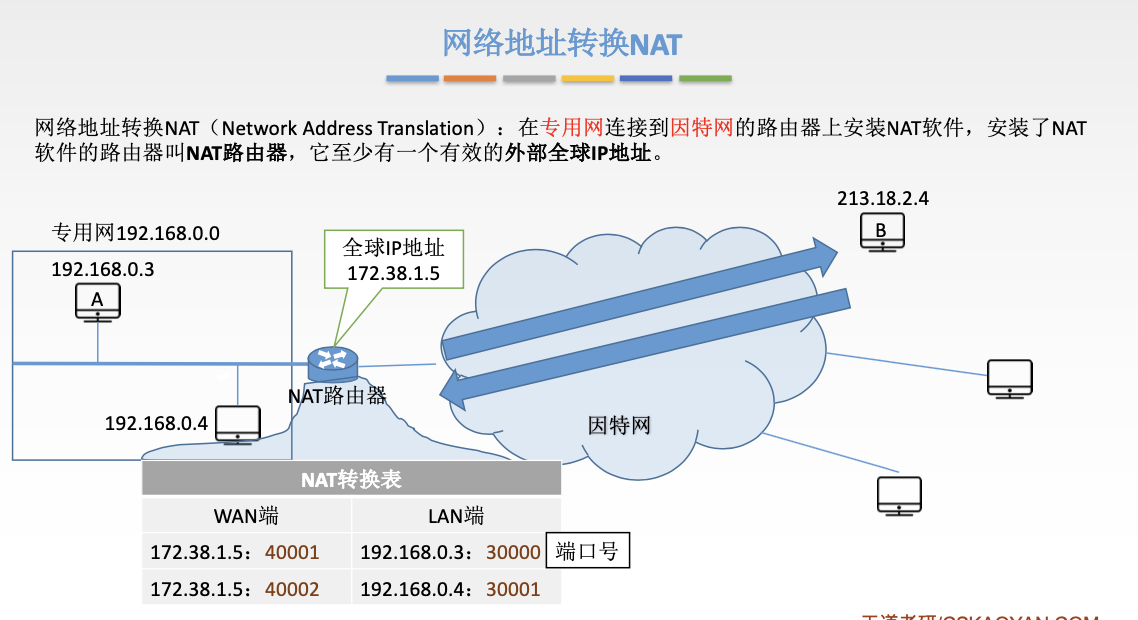 网络地址转换NAT
网络地址转换NAT（Network Address Translation）：在专用网连接到因特网的路由器上安装NAT软件，安装了NAT
软件的路由器叫NAT路由器，它至少有一个有效的外部全球IP地址。
213.18.2.4
B
专用网192.168.0.0
全球IP地址
172.38.1.5
192.168.0.3
A
NAT路由器
192.168.0.4
因特网
NAT转换表
WAN端 LAN端
172.38.1.5：40001 192.168.0.3：30000 端口号
172.38.1.5：40002 192.168.0.4：30001